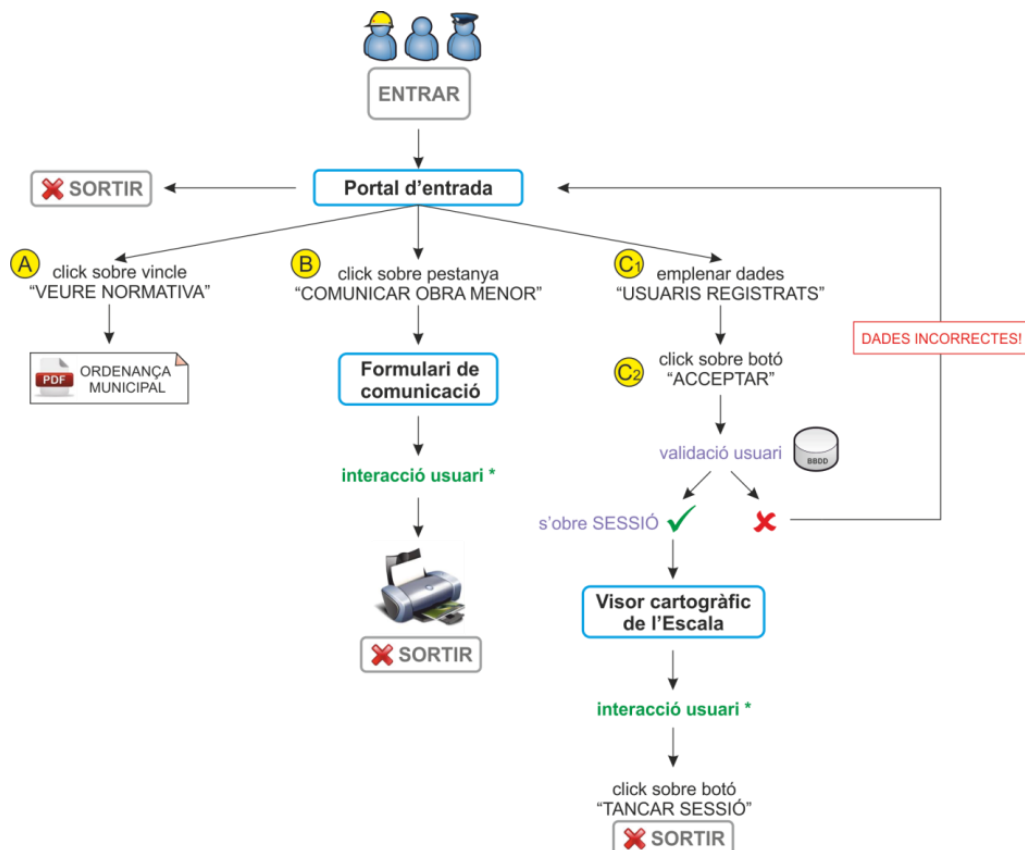 ENTRAR
Portal d'entrada
SORTIR
A
click sobre vincle
“VEURE NORMATIVA”
PDF
ORDENANÇA
MUNICIPAL
B
click sobre pestanya
“COMUNICAR OBRA MENOR”
Formulari de
comunicació
interacció usuari *
SORTIR
C1
emplenar dades
“USUARIS REGISTRATS”
C2
click sobre botó
“ACCEPTAR”
validació usuari
BBDD
s'obre SESSIÓ
DADES INCORRECTES!
Visor cartogràfic
de l'Escala
interacció usuari *
click sobre botó
“TANCAR SESSIÓ”
SORTIR